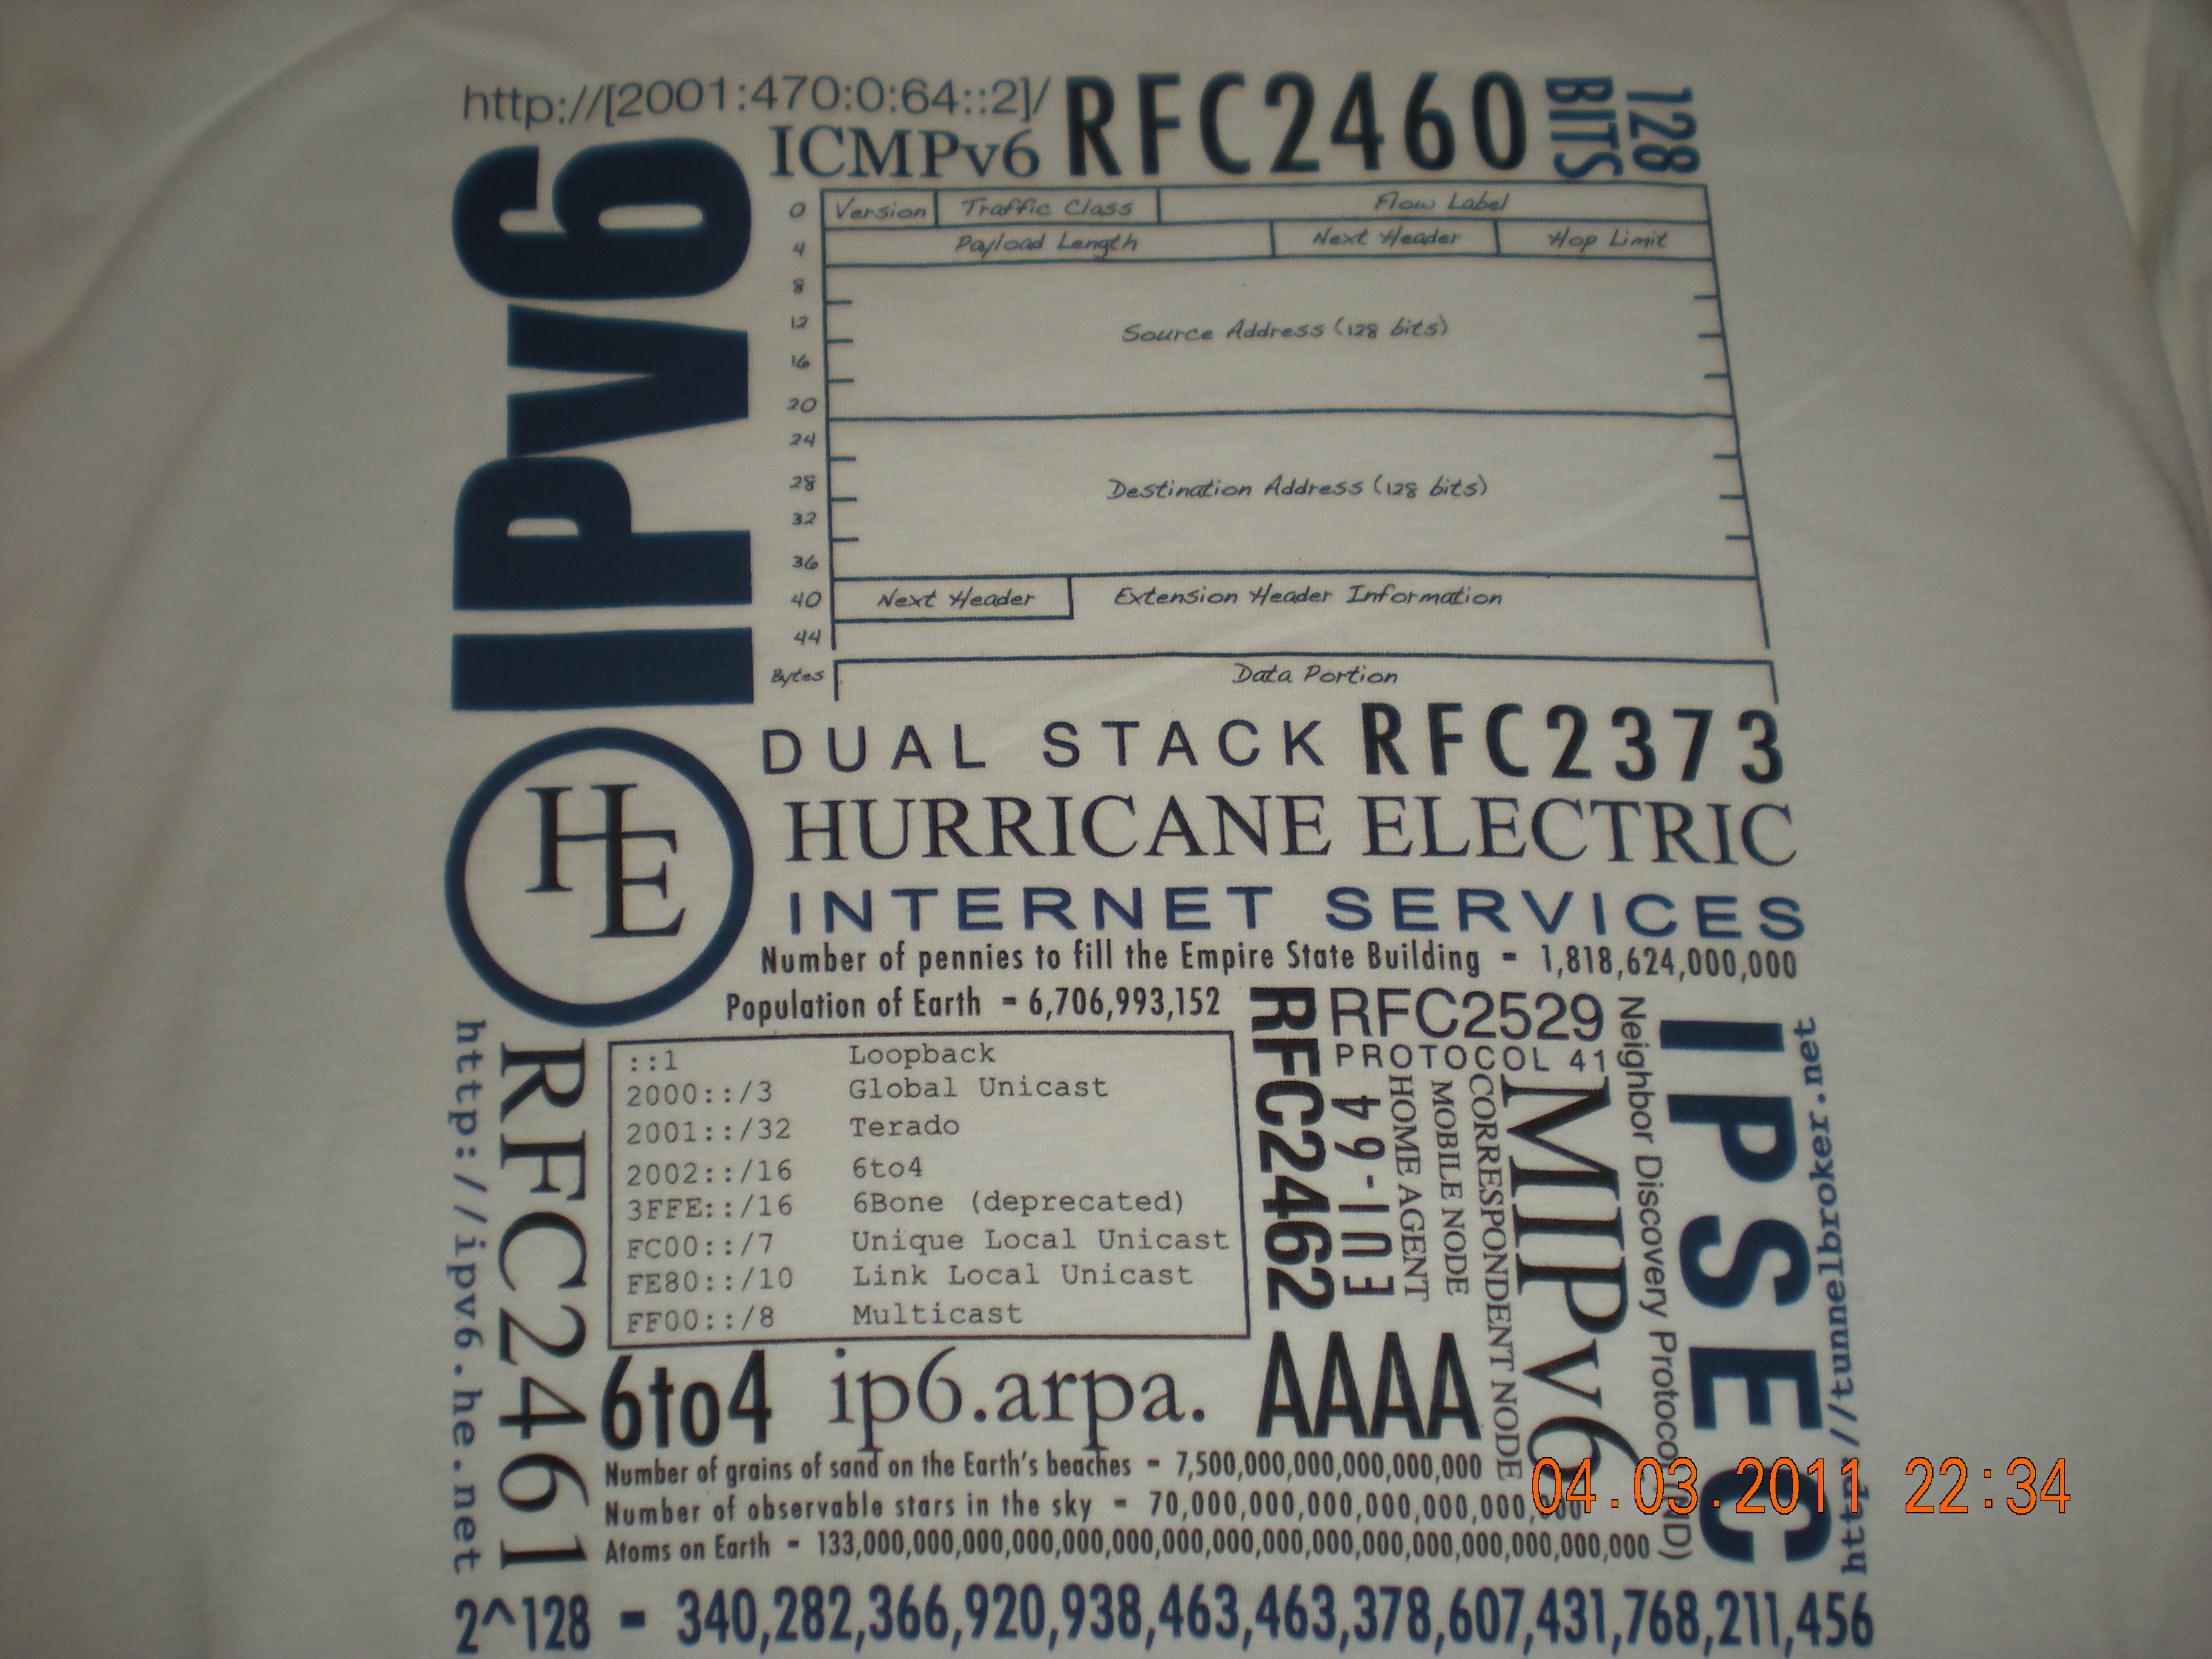 http://[2001:470:0:64::2]/
ICMPv6
RFC2460
128
BITS
IPv6
0 Version Traffic Class Flow Label
4 Payload Length Next Header Hop Limit
8
12 Source Address (128 bits)
16
20
24
28 Destination Address (128 bits)
32
36
40 Next Header Extension Header Information
44
Bytes Data Portion
DUAL STACK RFC2373
HE
HURRICANE ELECTRIC
INTERNET SERVICES
Number of pennies to fill the Empire State Building = 1,818,624,000,000
Population of Earth = 6,706,993,152
http://ipv6.he.net
RFC2461
::1 Loopback
2000::/3 Global Unicast
2001::/32 Terado
2002::/16 6to4
3FFE::/16 6Bone (deprecated)
FC00::/7 Unique Local Unicast
FE80::/10 Link Local Unicast
FF00::/8 Multicast
RFC2462
RFC2529
PROTOCOL 41
EUI-64
HOME AGENT
MOBILE NODE
CORRESPONDENT NODE
MIPv6
Neighbor Discovery Protocol (ND)
IPSEC
http://tunnelbroker.net
6to4 ip6.arpa. AAAA
Number of grains of sand on the Earth's beaches = 7,500,000,000,000,000,000
Number of observable stars in the sky = 70,000,000,000,000,000,000,000
Atoms on Earth = 133,000,000,000,000,000,000,000,000,000,000,000,000,000,000,000,000
2^128 = 340,282,366,920,938,463,463,378,607,431,768,211,456
04.03.2011 22:34